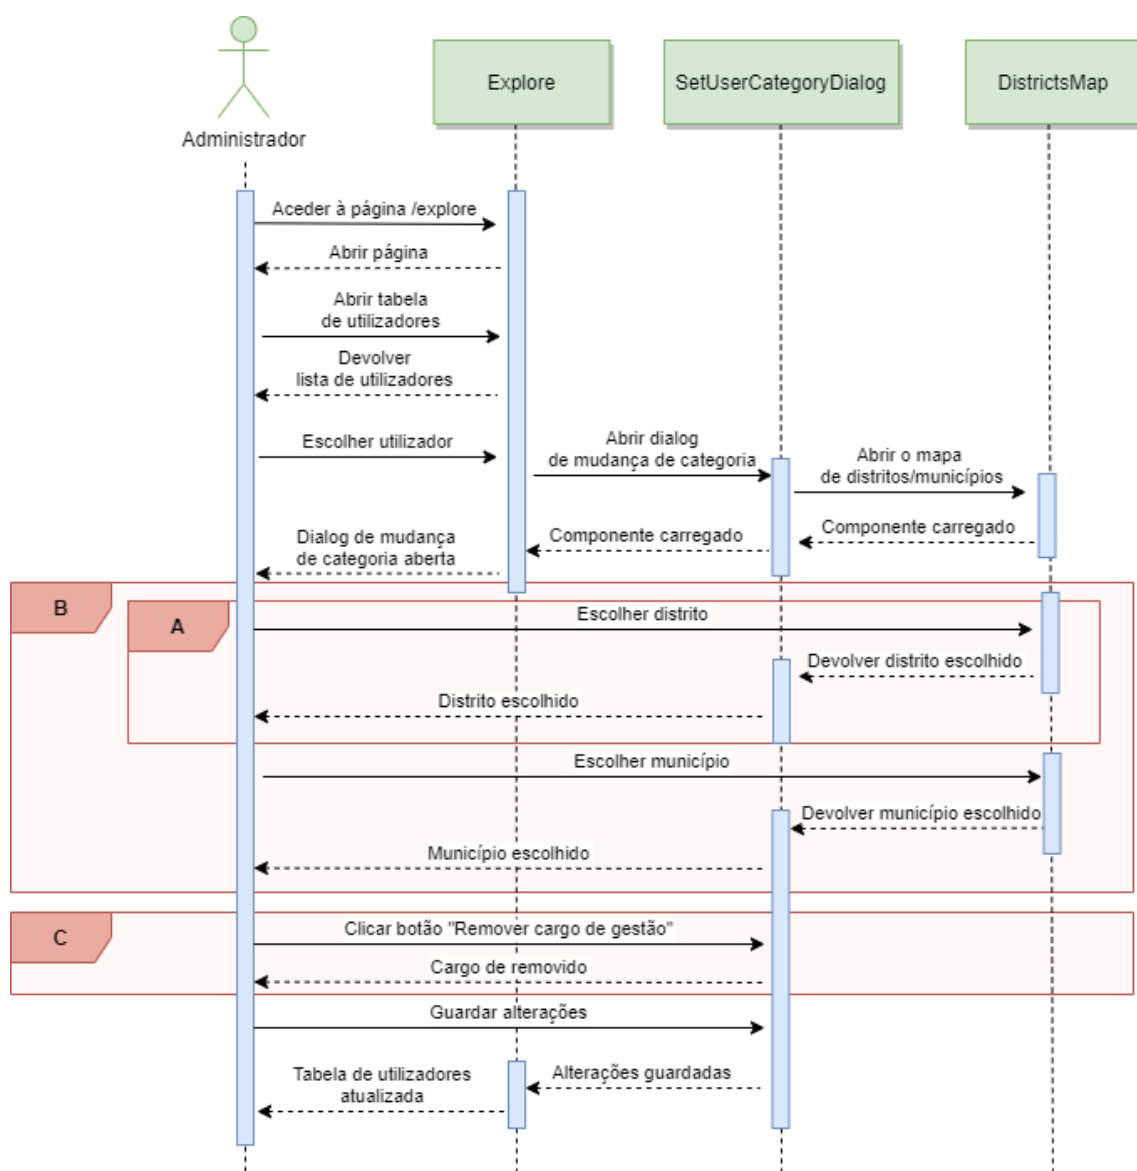 Administrador
Explore
SetUserCategoryDialog
DistrictsMap
Aceder à página /explore
Abrir página
Abrir tabela
de utilizadores
Devolver
lista de utilizadores
Escolher utilizador
Abrir dialog
de mudança de categoria
Abrir o mapa
de distritos/municípios
Componente carregado
Componente carregado
Dialog de mudança
de categoria aberta
B
A
Escolher distrito
Devolver distrito escolhido
Distrito escolhido
Escolher município
Devolver município escolhido
Município escolhido
C
Clicar botão "Remover cargo de gestão"
Cargo de removido
Guardar alterações
Alterações guardadas
Tabela de utilizadores
atualizada